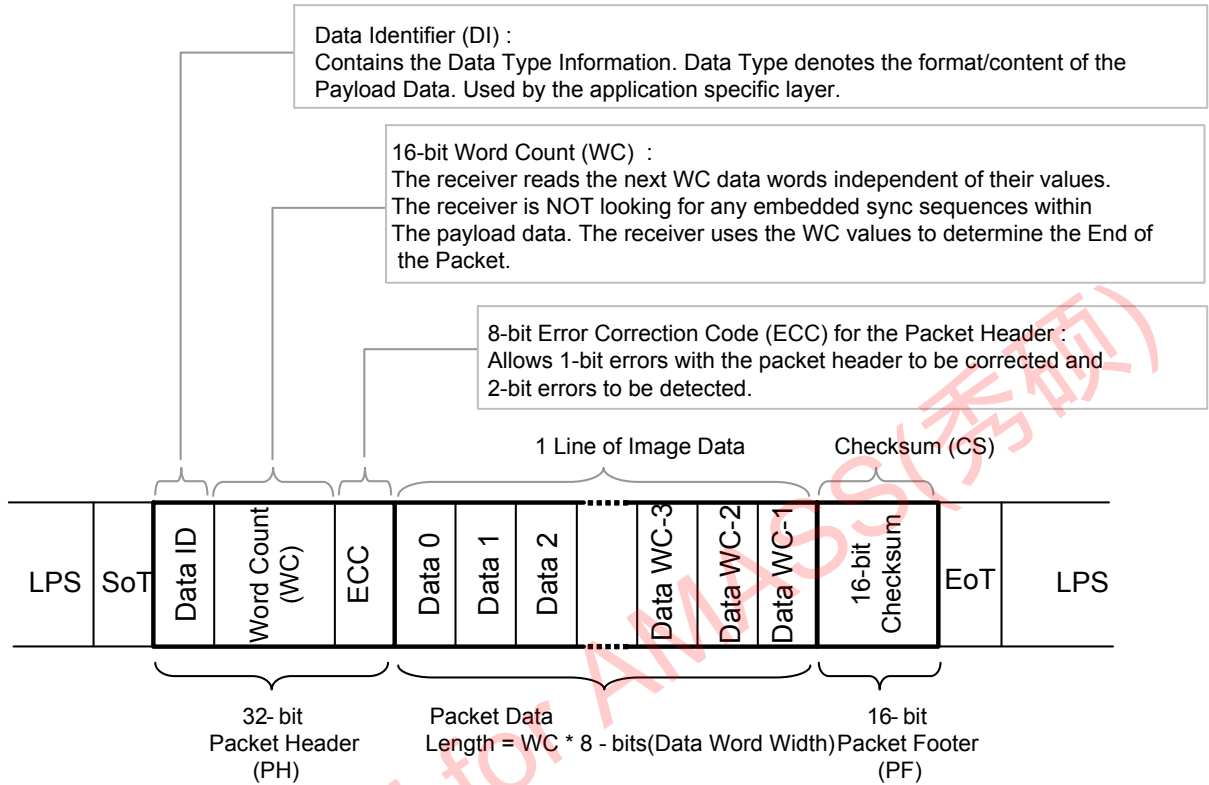 Data Identifier (DI) :
Contains the Data Type Information. Data Type denotes the format/content of the
Payload Data. Used by the application specific layer.
16-bit Word Count (WC) :
The receiver reads the next WC data words independent of their values.
The receiver is NOT looking for any embedded sync sequences within
The payload data. The receiver uses the WC values to determine the End of
the Packet.
8-bit Error Correction Code (ECC) for the Packet Header :
Allows 1-bit errors with the packet header to be corrected and
2-bit errors to be detected.
1 Line of Image Data
Checksum (CS)
LPS
SoT
Data ID
Word Count
(WC)
ECC
Data 0
Data 1
Data 2
Data WC-3
Data WC-2
Data WC-1
16-bit
Checksum
EoT
LPS
32- bit
Packet Header
(PH)
Packet Data
Length = WC * 8 - bits(Data Word Width)
16- bit
Packet Footer
(PF)
for AMASS(秀硕)